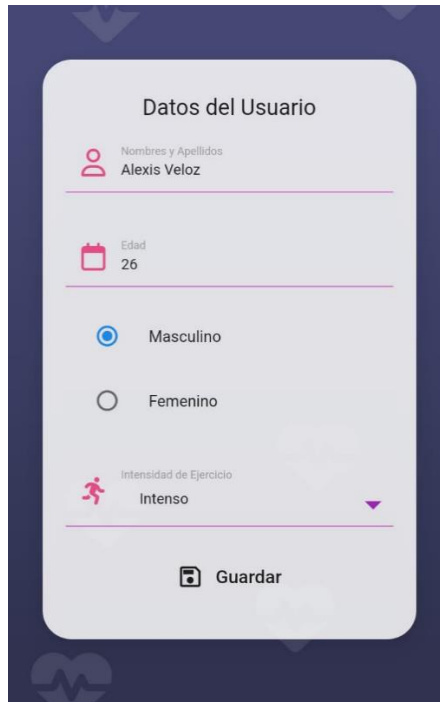 Datos del Usuario
Nombres y Apellidos
Alexis Veloz
Edad
26
Masculino
Femenino
Intensidad de Ejercicio
Intenso
Guardar